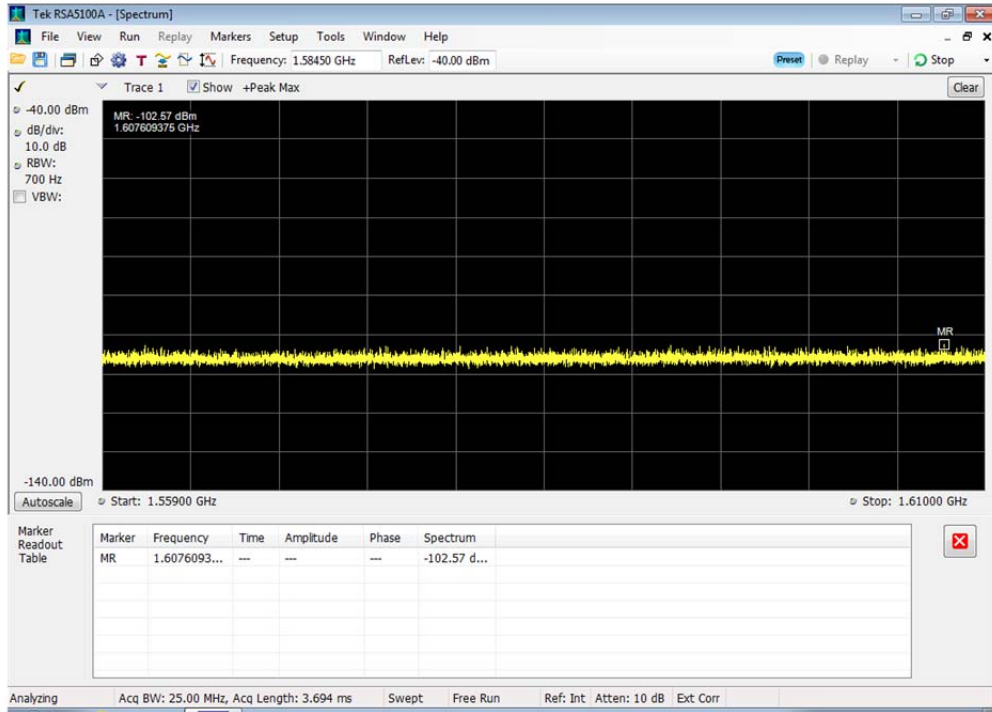 Tek RSA5100A - [Spectrum]
File View Run Replay Markers Setup Tools Window Help
T Frequency: 1.58450 GHz RefLev: -40.00 dBm Preset Replay Stop
Trace 1 Show +Peak Max Clear
-40.00 dBm
dB/div:
10.0 dB
RBW:
700 Hz
VBW:
MR: -102.57 dBm
1.607609375 GHz
MR
-140.00 dBm
Autoscale Start: 1.55900 GHz Stop: 1.61000 GHz
Marker
Readout
Table
Marker Frequency Time Amplitude Phase Spectrum
MR 1.6076093... --- --- --- -102.57 d...
Analyzing Acq BW: 25.00 MHz, Acq Length: 3.694 ms Swept Free Run Ref: Int Atten: 10 dB Ext Corr